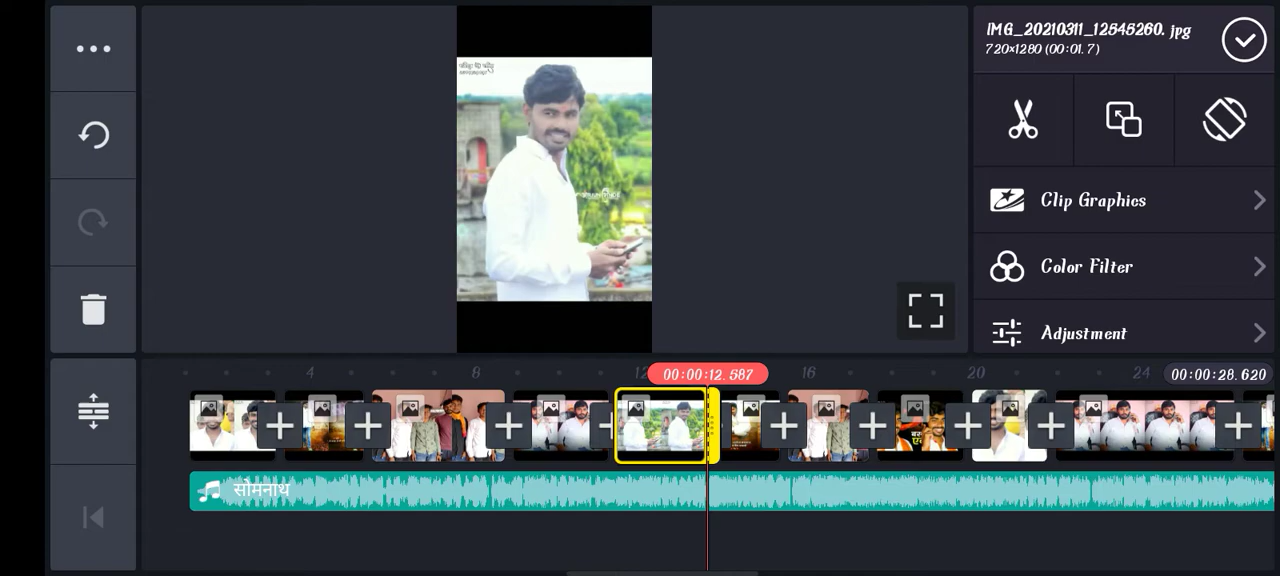 IMG_20210311_12545260.jpg
720×1280 (00:01.7)
Clip Graphics
Color Filter
Adjustment
4
8
12
00:00:12.587
16
20
24
00:00:28.620
सोमनाथ